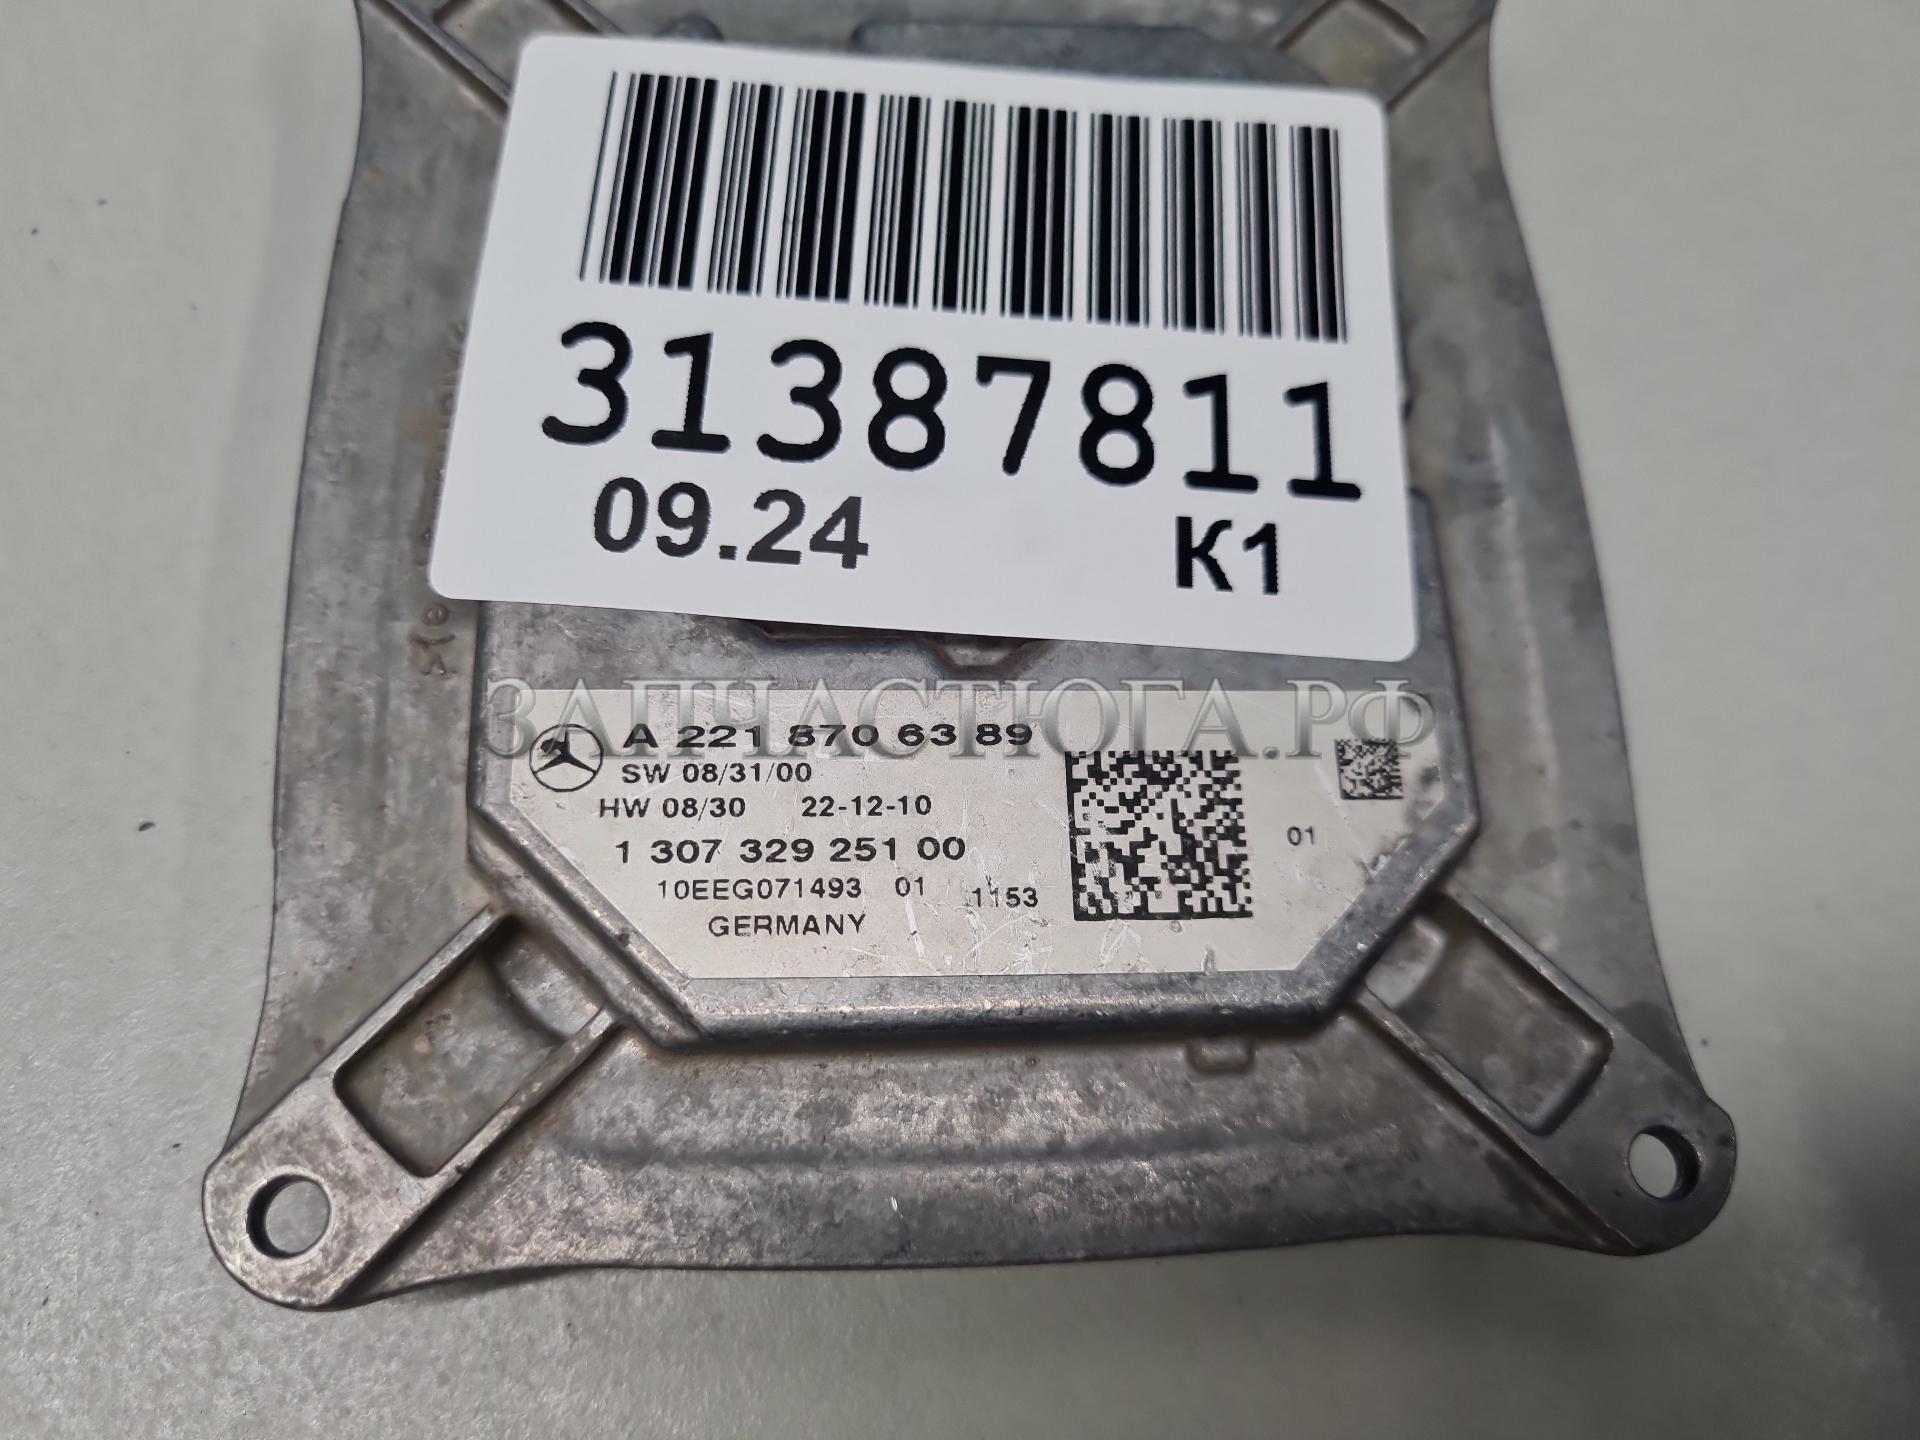 31387811
09.24 K1
ЗАПЧАСТЮГА.РФ
A 221 870 63 89
SW 08/31/00
HW 08/30 22-12-10
1 307 329 251 00
01
10EEG071493 01 1153
GERMANY